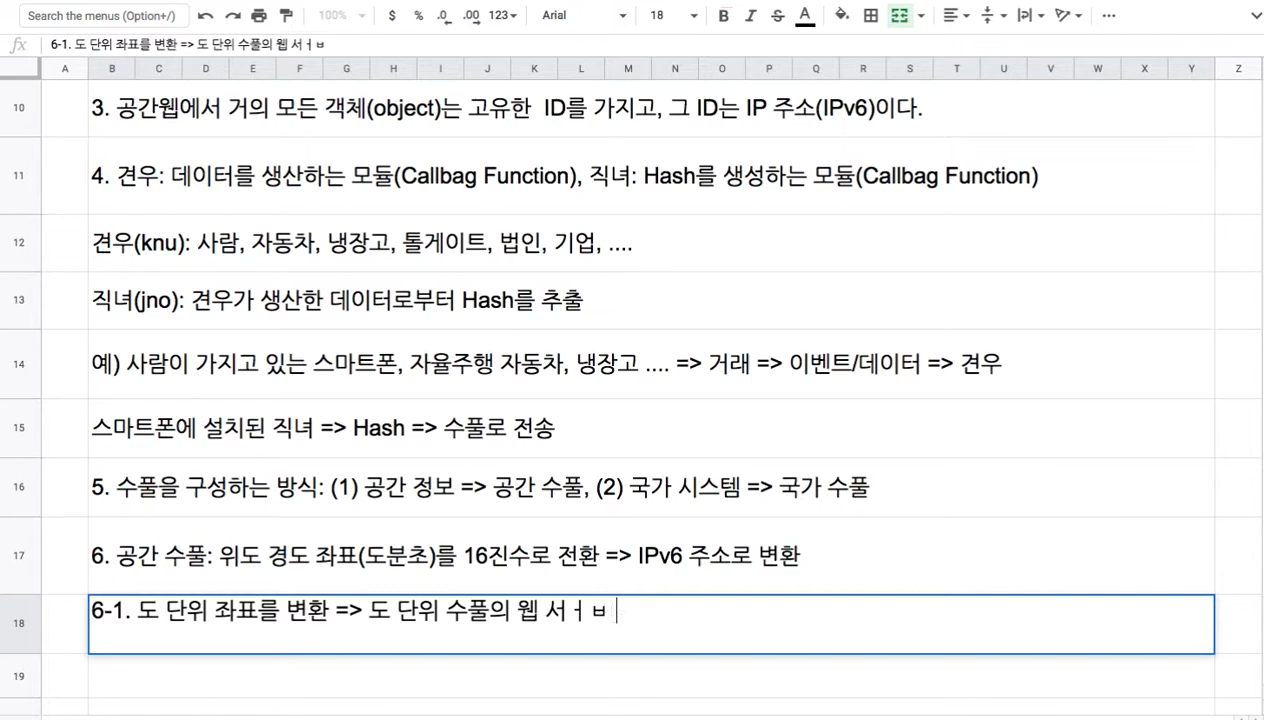 Search the menus (Option+/) 100% $ % .0 .00 123 Arial 18 B I S A
fx 6-1. 도 단위 좌표를 변환 => 도 단위 수풀의 웹 서ㅓㅂ
A B C D E F G H I J K L M N O P Q R S T U V W X Y Z
10 3. 공간웹에서 거의 모든 객체(object)는 고유한 ID를 가지고, 그 ID는 IP 주소(IPv6)이다.
11 4. 견우: 데이터를 생산하는 모듈(Callbag Function), 직녀: Hash를 생성하는 모듈(Callbag Function)
12 견우(knu): 사람, 자동차, 냉장고, 톨게이트, 법인, 기업, ....
13 직녀(jno): 견우가 생산한 데이터로부터 Hash를 추출
14 예) 사람이 가지고 있는 스마트폰, 자율주행 자동차, 냉장고 .... => 거래 => 이벤트/데이터 => 견우
15 스마트폰에 설치된 직녀 => Hash => 수풀로 전송
16 5. 수풀을 구성하는 방식: (1) 공간 정보 => 공간 수풀, (2) 국가 시스템 => 국가 수풀
17 6. 공간 수풀: 위도 경도 좌표(도분초)를 16진수로 전환 => IPv6 주소로 변환
18 6-1. 도 단위 좌표를 변환 => 도 단위 수풀의 웹 서ㅓㅂ
19